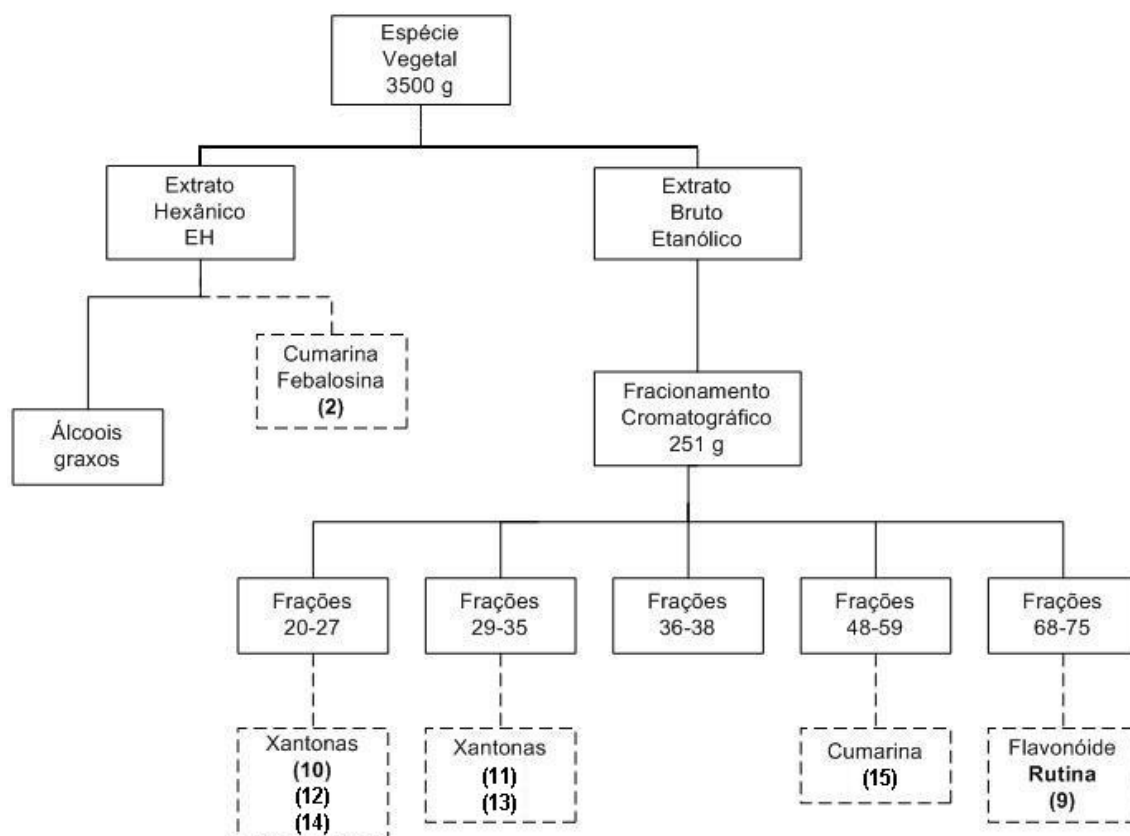 Espécie
Vegetal
3500 g
Extrato
Hexânico
EH
Extrato
Bruto
Etanólico
Cumarina
Febalosina
(2)
Álcoois
graxos
Fracionamento
Cromatográfico
251 g
Frações
20-27
Frações
29-35
Frações
36-38
Frações
48-59
Frações
68-75
Xantonas
(10)
(12)
(14)
Xantonas
(11)
(13)
Cumarina
(15)
Flavonóide
Rutina
(9)